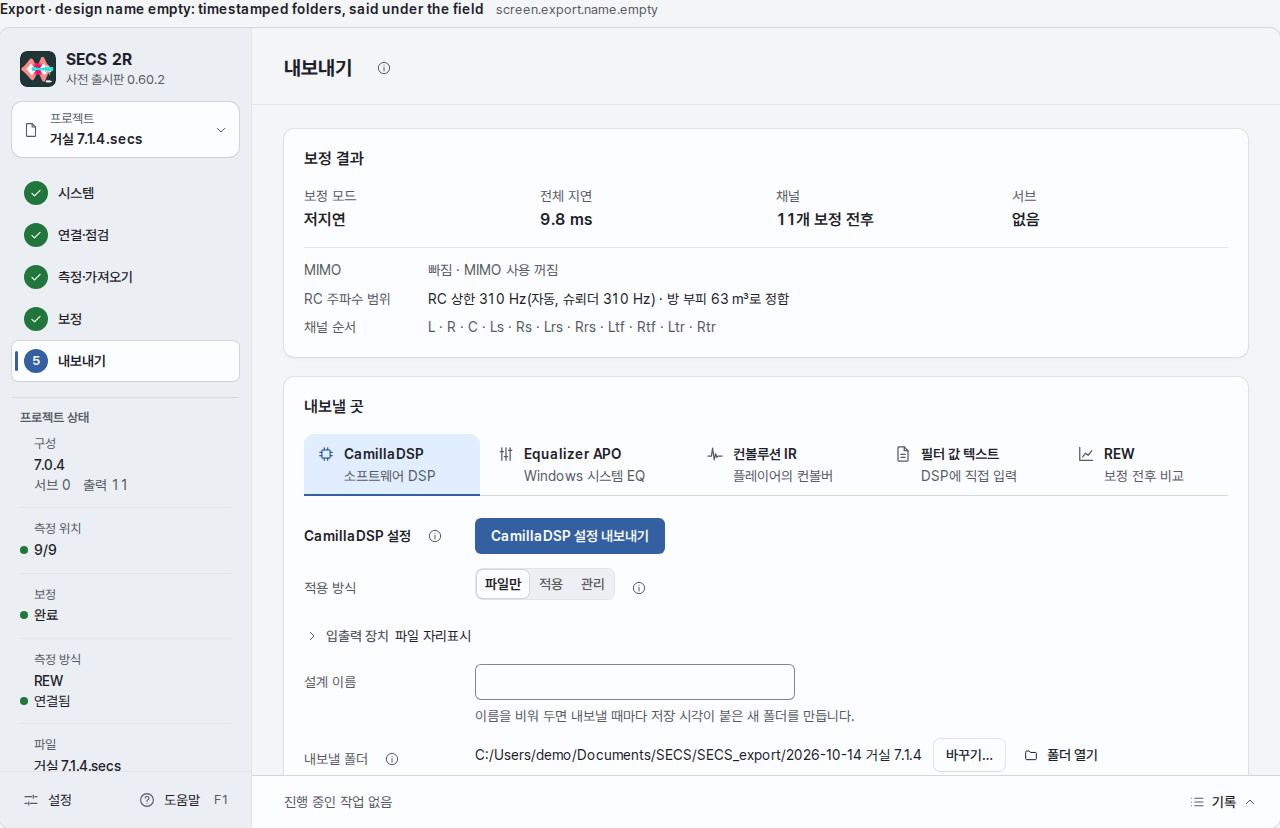 Export · design name empty: timestamped folders, said under the field screen.export.name.empty
SECS 2R
사전 출시판 0.60.2
프로젝트
거실 7.1.4.secs
시스템
연결·점검
측정·가져오기
보정
5 내보내기
프로젝트 상태
구성
7.0.4
서브 0 출력 11
측정 위치
9/9
보정
완료
측정 방식
REW
연결됨
파일
거실 7.1.4.secs
설정
도움말 F1
내보내기
보정 결과
보정 모드
저지연
전체 지연
9.8 ms
채널
11개 보정 전후
서브
없음
MIMO 빠짐 · MIMO 사용 꺼짐
RC 주파수 범위 RC 상한 310 Hz(자동, 슈뢰더 310 Hz) · 방 부피 63 m³로 정함
채널 순서 L · R · C · Ls · Rs · Lrs · Rrs · Ltf · Rtf · Ltr · Rtr
내보낼 곳
CamillaDSP
소프트웨어 DSP
Equalizer APO
Windows 시스템 EQ
컨볼루션 IR
플레이어의 컨볼버
필터 값 텍스트
DSP에 직접 입력
REW
보정 전후 비교
CamillaDSP 설정 CamillaDSP 설정 내보내기
적용 방식 파일만 적용 관리
입출력 장치 파일 자리표시
설계 이름
이름을 비워 두면 내보낼 때마다 저장 시각이 붙은 새 폴더를 만듭니다.
내보낼 폴더 C:/Users/demo/Documents/SECS/SECS_export/2026-10-14 거실 7.1.4 바꾸기... 폴더 열기
진행 중인 작업 없음
기록